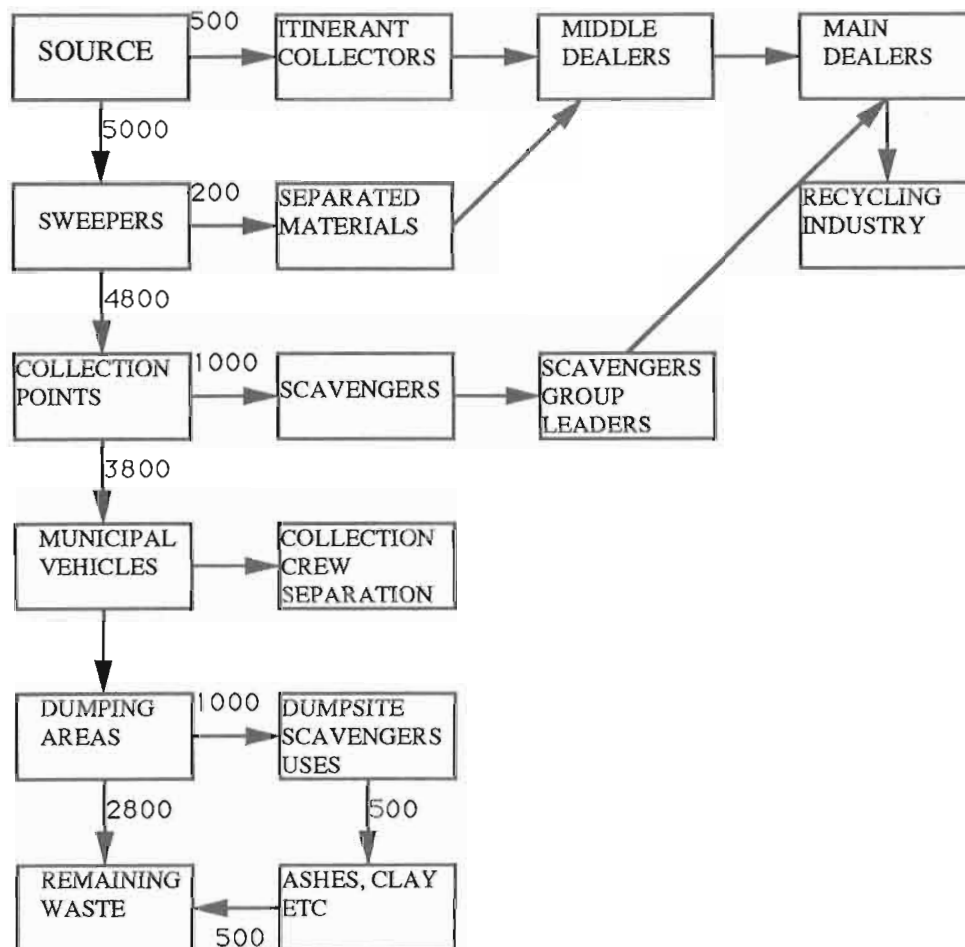 500
SOURCE
ITINERANT
COLLECTORS
MIDDLE
DEALERS
MAIN
DEALERS
5000
200
SWEEPERS
SEPARATED
MATERIALS
RECYCLING
INDUSTRY
4800
COLLECTION
POINTS
1000
SCAVENGERS
SCAVENGERS
GROUP
LEADERS
3800
MUNICIPAL
VEHICLES
COLLECTION
CREW
SEPARATION
DUMPING
AREAS
1000
DUMPSITE
SCAVENGERS
USES
2800
500
REMAINING
WASTE
ASHES, CLAY
ETC
500